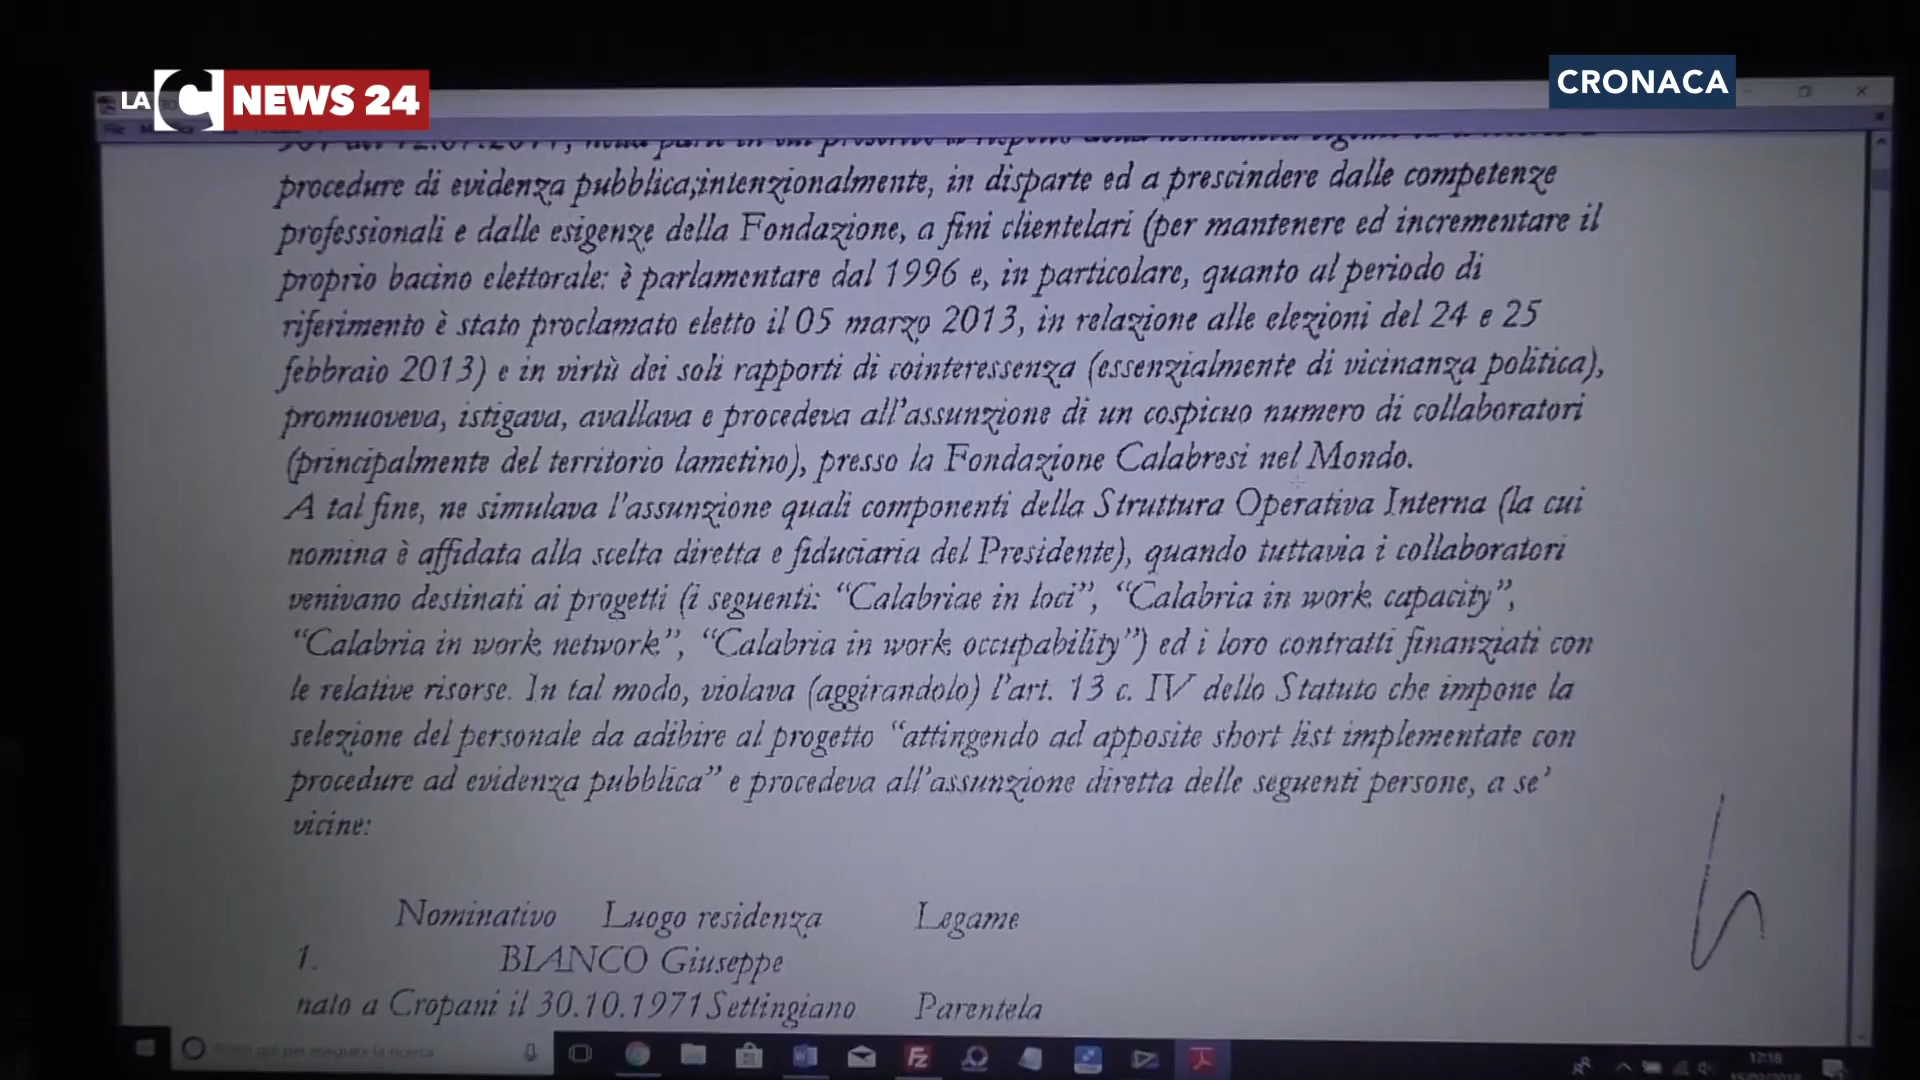 LA C NEWS 24
CRONACA
procedure di evidenza pubblica;intenzionalmente, in disparte ed a prescindere dalle competenze
professionali e dalle esigenze della Fondazione, a fini clientelari (per mantenere ed incrementare il
proprio bacino elettorale: è parlamentare dal 1996 e, in particolare, quanto al periodo di
riferimento è stato proclamato eletto il 05 marzo 2013, in relazione alle elezioni del 24 e 25
febbraio 2013) e in virtù dei soli rapporti di cointeressenza (essenzialmente di vicinanza politica),
promuoveva, istigava, avallava e procedeva all'assunzione di un cospicuo numero di collaboratori
(principalmente del territorio lametino), presso la Fondazione Calabresi nel Mondo.
A tal fine, ne simulava l'assunzione quali componenti della Struttura Operativa Interna (la cui
nomina è affidata alla scelta diretta e fiduciaria del Presidente), quando tuttavia i collaboratori
venivano destinati ai progetti (i seguenti: “Calabriae in loci”, “Calabria in work capacity”,
“Calabria in work network”, “Calabria in work occupability”) ed i loro contratti finanziati con
le relative risorse. In tal modo, violava (aggirandolo) l'art. 13 c. IV dello Statuto che impone la
selezione del personale da adibire al progetto “attingendo ad apposite short list implementate con
procedure ad evidenza pubblica” e procedeva all'assunzione diretta delle seguenti persone, a se'
vicine:
Nominativo Luogo residenza Legame
1. BIANCO Giuseppe
nato a Cropani il 30.10.1971 Settingiano Parentela
qui per eseguire la ricerca
17:16